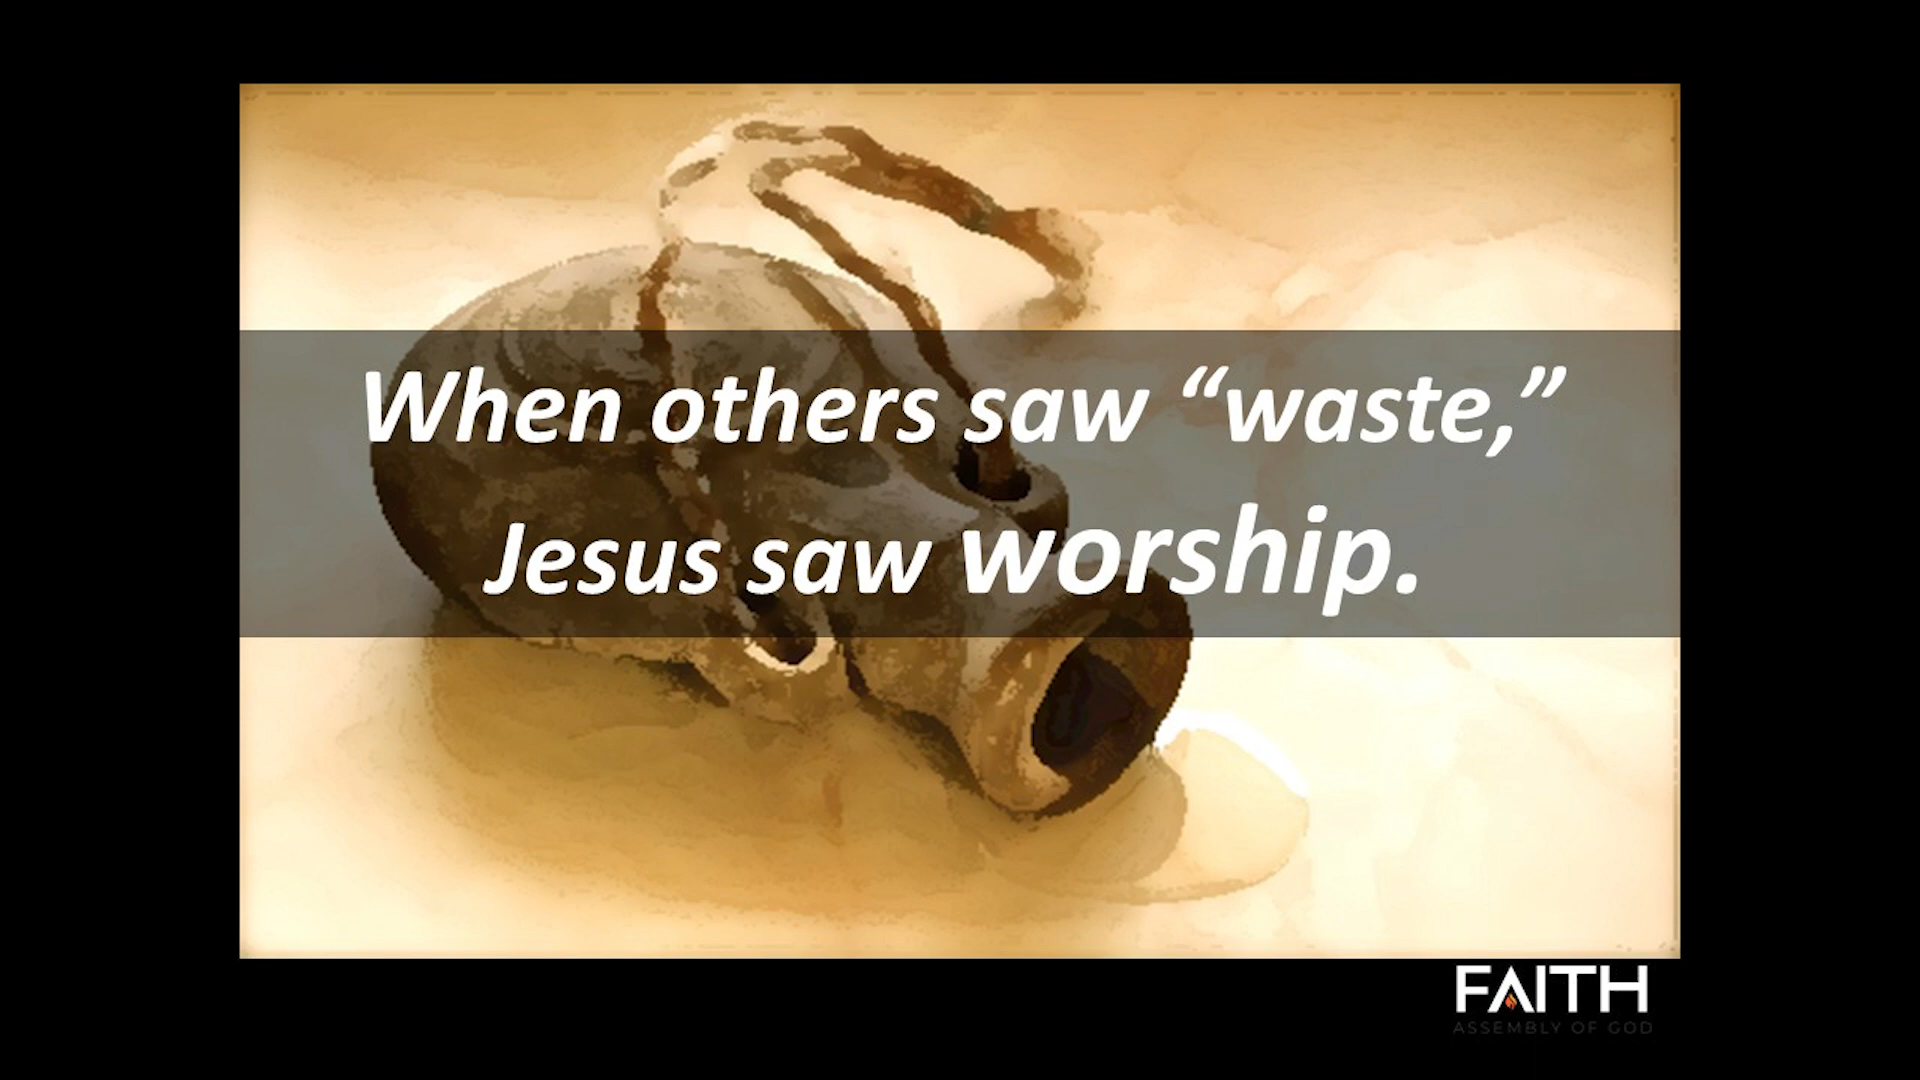 When others saw “waste,”
Jesus saw worship.
FAITH
ASSEMBLY OF GOD